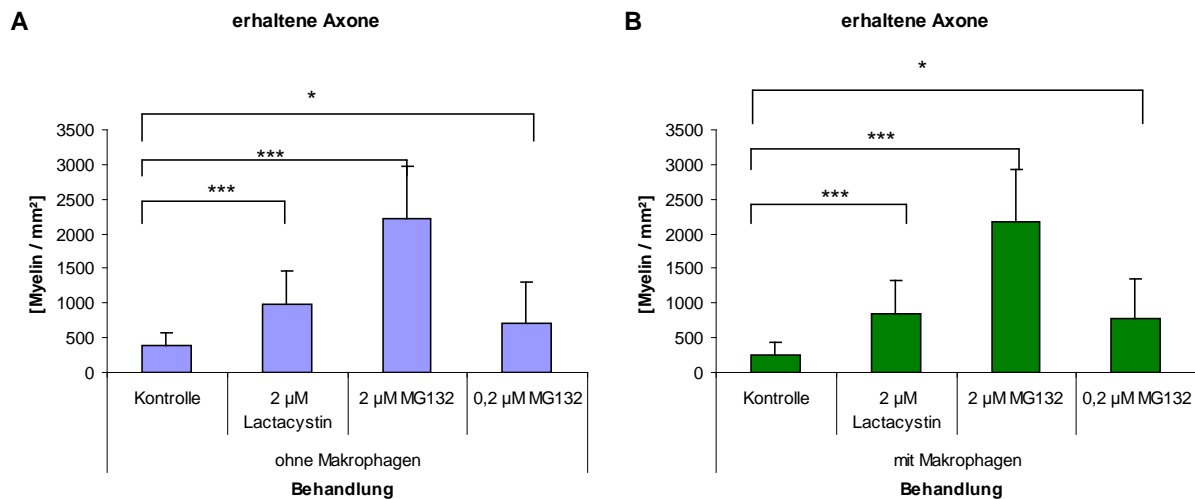 A
erhaltene Axone
*
***
***
[Myelin / mm²]
3500
3000
2500
2000
1500
1000
500
0
Kontrolle
2 µM
Lactacystin
2 µM MG132
0,2 µM MG132
ohne Makrophagen
Behandlung
B
erhaltene Axone
*
***
***
[Myelin / mm²]
3500
3000
2500
2000
1500
1000
500
0
Kontrolle
2 µM
Lactacystin
2 µM MG132
0,2 µM MG132
mit Makrophagen
Behandlung